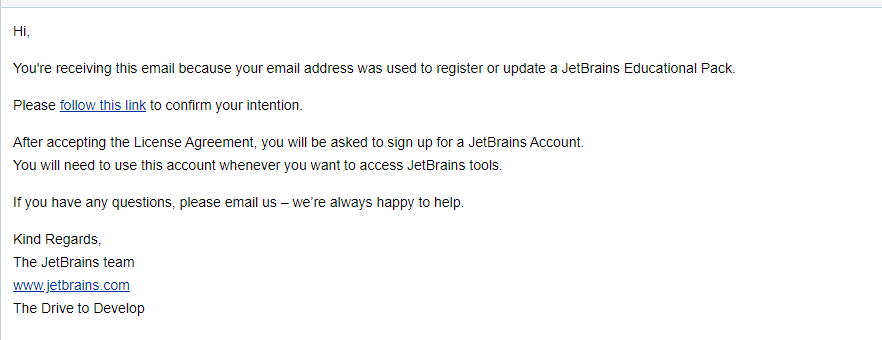 Hi,
You're receiving this email because your email address was used to register or update a JetBrains Educational Pack.
Please follow this link to confirm your intention.
After accepting the License Agreement, you will be asked to sign up for a JetBrains Account.
You will need to use this account whenever you want to access JetBrains tools.
If you have any questions, please email us – we’re always happy to help.
Kind Regards,
The JetBrains team
www.jetbrains.com
The Drive to Develop